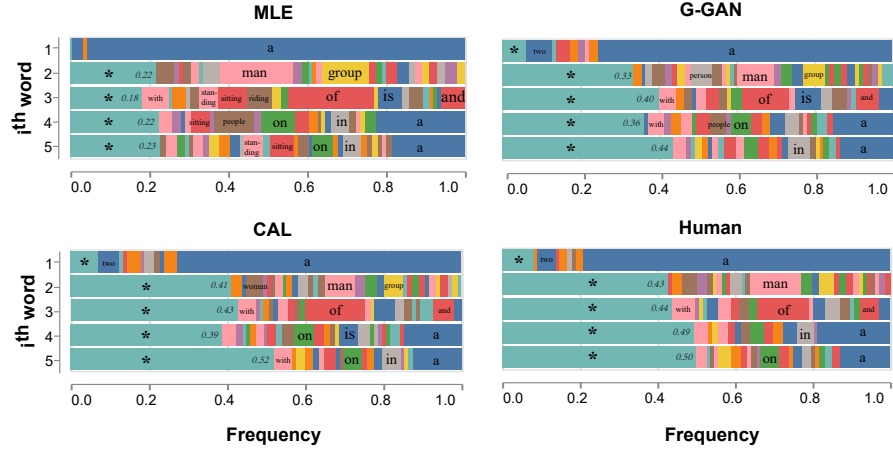 MLE
G-GAN
1
a
2
* 0.22 man group
3
* 0.18 with stan- sitting riding of is and
ding
4
* 0.22 sitting people on in a
5
* 0.23 stan- sitting on in a
ding
i^th word
0.0 0.2 0.4 0.6 0.8 1.0
* two a
* 0.33 person man group
* 0.40 with of is and
* 0.36 with people on a
* 0.44 in a
0.0 0.2 0.4 0.6 0.8 1.0
CAL
Human
1
* two a
2
* 0.41 woman man group
3
* 0.43 with of and
4
* 0.39 on is a
5
* 0.52 with on in a
i^th word
0.0 0.2 0.4 0.6 0.8 1.0
* two a
* 0.43 man
* 0.44 with of and
* 0.49 in a
* 0.50 on a
0.0 0.2 0.4 0.6 0.8 1.0
Frequency
Frequency